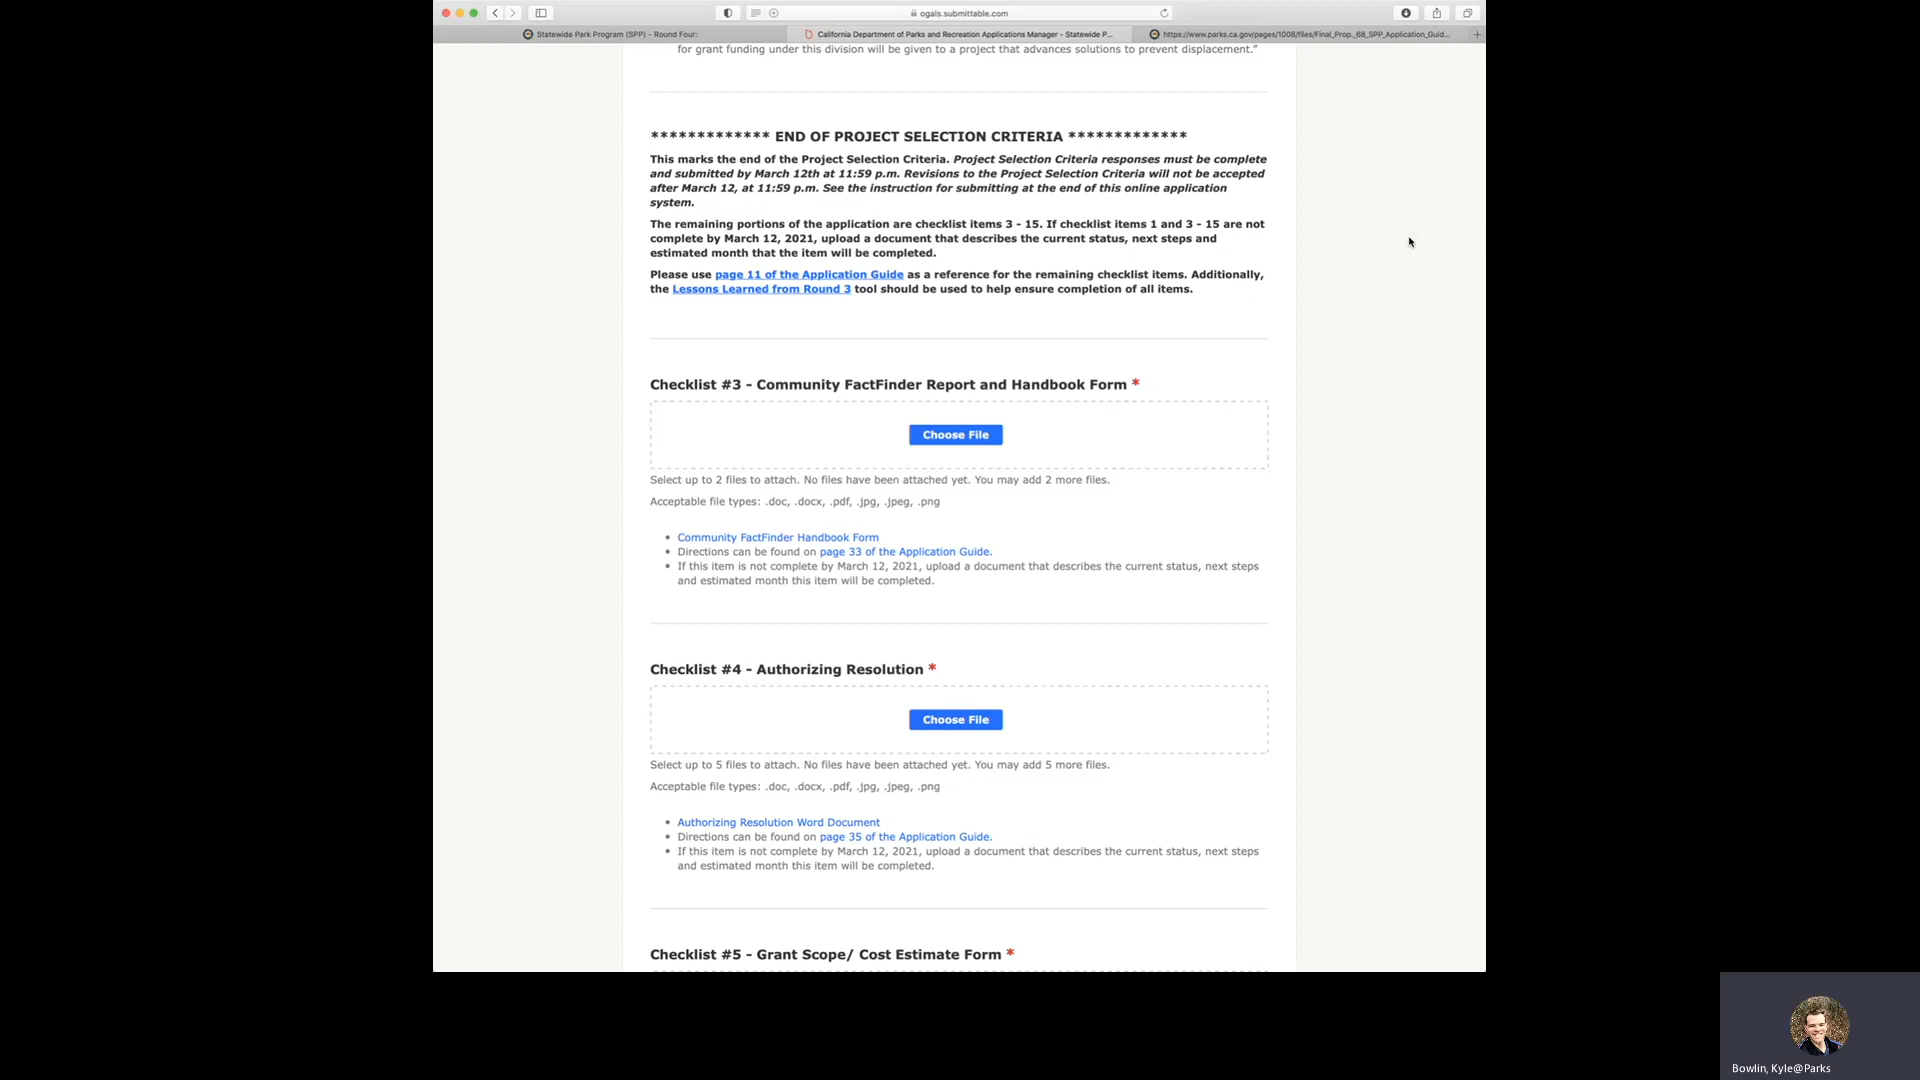 ogals.submittable.com
Statewide Park Program (SPP) - Round Four:
California Department of Parks and Recreation Applications Manager - Statewide P...
https://www.parks.ca.gov/pages/1008/files/Final_Prop._68_SPP_Application_Guid...
for grant funding under this division will be given to a project that advances solutions to prevent displacement.”
************* END OF PROJECT SELECTION CRITERIA *************
This marks the end of the Project Selection Criteria. Project Selection Criteria responses must be complete
and submitted by March 12th at 11:59 p.m. Revisions to the Project Selection Criteria will not be accepted
after March 12, at 11:59 p.m. See the instruction for submitting at the end of this online application
system.
The remaining portions of the application are checklist items 3 - 15. If checklist items 1 and 3 - 15 are not
complete by March 12, 2021, upload a document that describes the current status, next steps and
estimated month that the item will be completed.
Please use page 11 of the Application Guide as a reference for the remaining checklist items. Additionally,
the Lessons Learned from Round 3 tool should be used to help ensure completion of all items.
Checklist #3 - Community FactFinder Report and Handbook Form *
Choose File
Select up to 2 files to attach. No files have been attached yet. You may add 2 more files.
Acceptable file types: .doc, .docx, .pdf, .jpg, .jpeg, .png
• Community FactFinder Handbook Form
• Directions can be found on page 33 of the Application Guide.
• If this item is not complete by March 12, 2021, upload a document that describes the current status, next steps
and estimated month this item will be completed.
Checklist #4 - Authorizing Resolution *
Choose File
Select up to 5 files to attach. No files have been attached yet. You may add 5 more files.
Acceptable file types: .doc, .docx, .pdf, .jpg, .jpeg, .png
• Authorizing Resolution Word Document
• Directions can be found on page 35 of the Application Guide.
• If this item is not complete by March 12, 2021, upload a document that describes the current status, next steps
and estimated month this item will be completed.
Checklist #5 - Grant Scope/ Cost Estimate Form *
Bowlin, Kyle@Parks